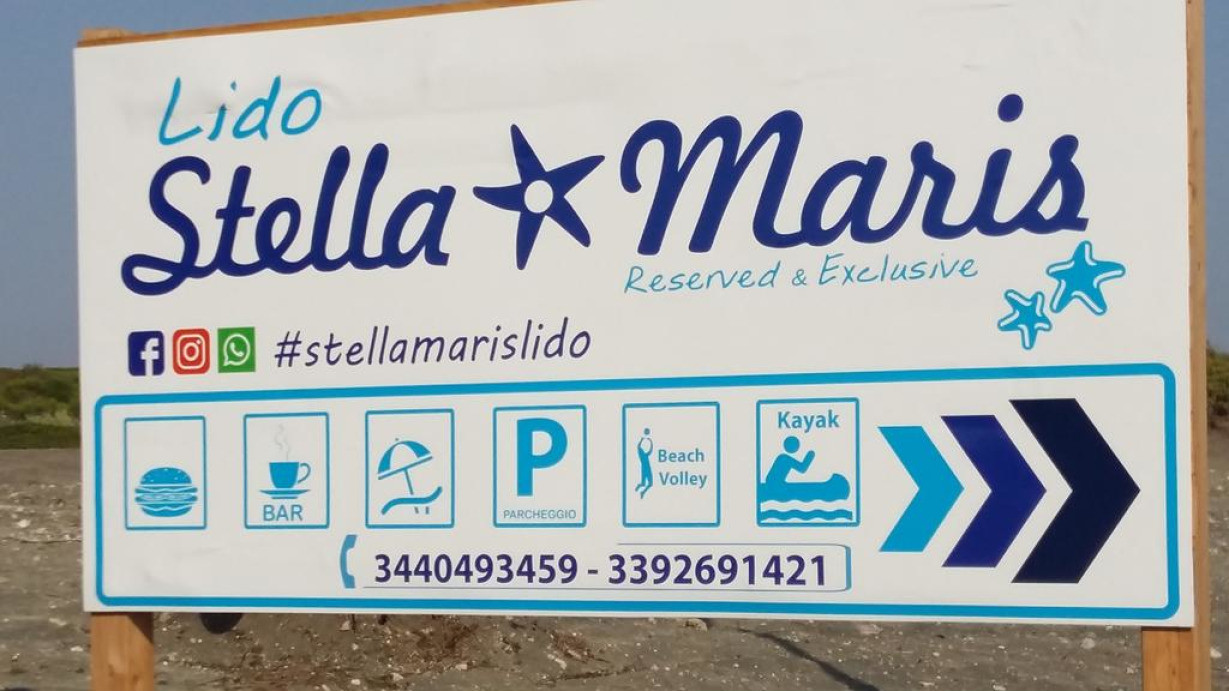 Lido
Stella Maris
Reserved & Exclusive
#stellamarislido
BAR
P
PARCHEGGIO
Beach
Volley
Kayak
3440493459 - 3392691421